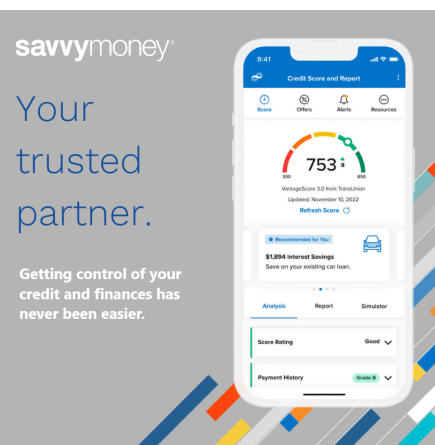 savvymoney®
Your
trusted
partner.
Getting control of your
credit and finances has
never been easier.
9:41
Credit Score and Report
Score Offers Alerts Resources
753
300 850
VantageScore 3.0 from TransUnion
Updated: November 10, 2022
Refresh Score
Recommended for You
$1,894 Interest Savings
Save on your existing car loan.
Analysis Report Simulator
Score Rating Good
Payment History Grade B